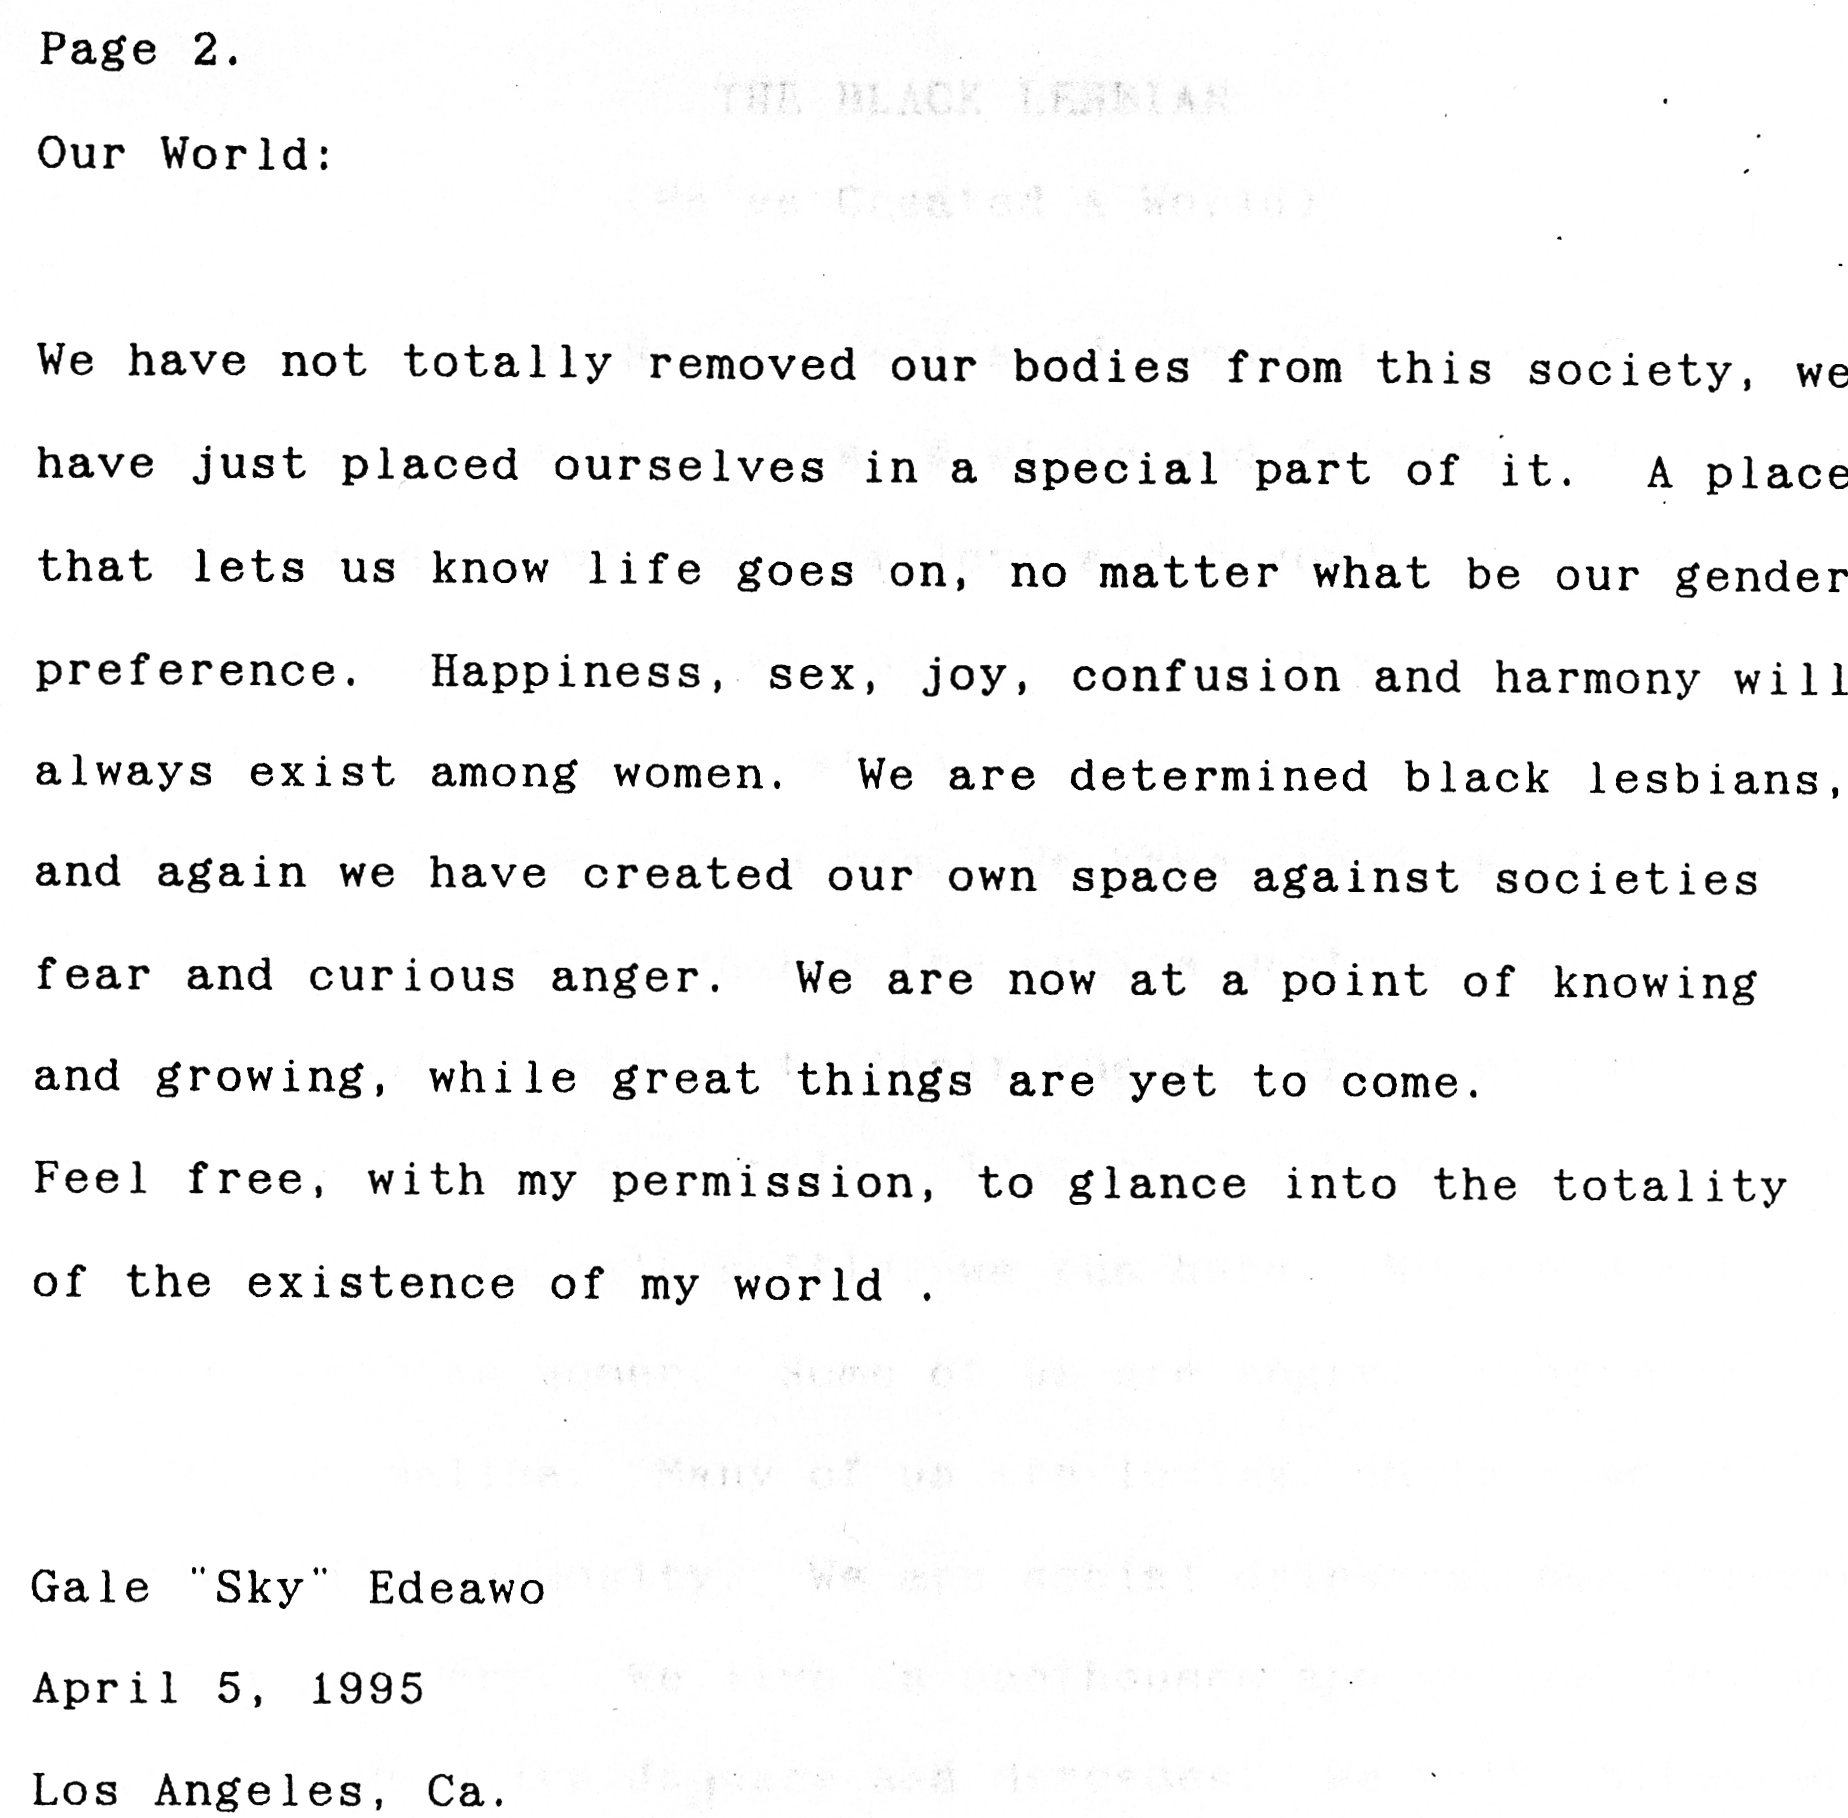 Page 2.
THE BLACK LESBIAN
Our World:
We have not totally removed our bodies from this society, we
have just placed ourselves in a special part of it. A place
that lets us know life goes on, no matter what be our gender
preference. Happiness, sex, joy, confusion and harmony will
always exist among women. We are determined black lesbians,
and again we have created our own space against societies
fear and curious anger. We are now at a point of knowing
and growing, while great things are yet to come.
Feel free, with my permission, to glance into the totality
of the existence of my world .
Gale "Sky" Edeawo
April 5, 1995
Los Angeles, Ca.